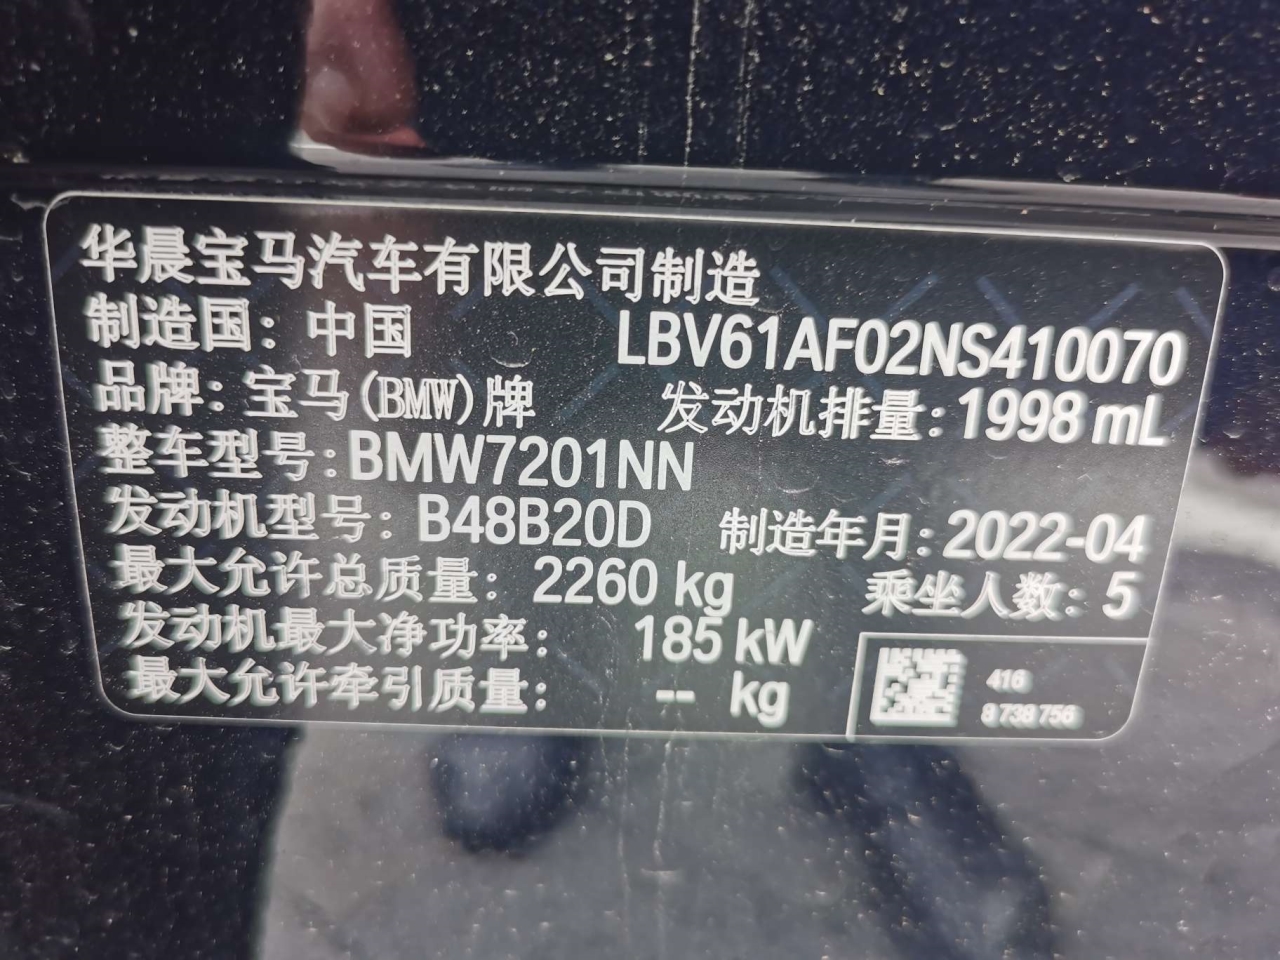 华晨宝马汽车有限公司制造
制造国：中国 LBV61AF02NS410070
品牌：宝马(BMW)牌 发动机排量：1998 mL
整车型号：BMW7201NN
发动机型号：B48B20D 制造年月：2022-04
最大允许总质量：2260 kg 乘坐人数：5
发动机最大净功率：185 kW
最大允许牵引质量：-- kg
416
8 738 756